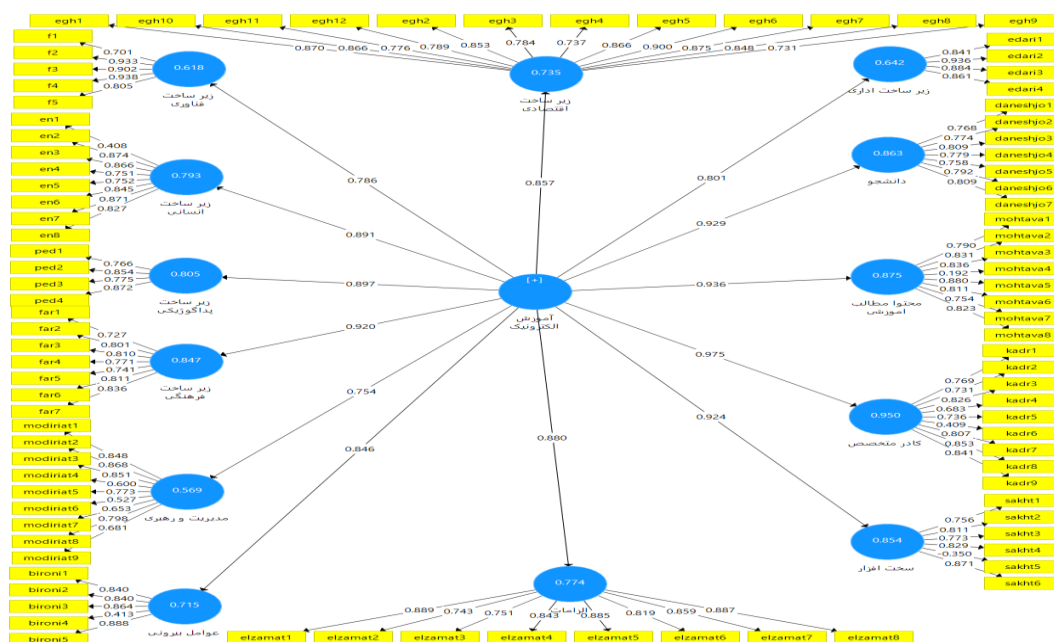 egh1 egh10 egh11 egh12 egh2 egh3 egh4 egh5 egh6 egh7 egh8 egh9
0.870 0.866 0.776 0.789 0.853 0.784 0.737 0.866 0.900 0.875 0.848 0.731
0.735
زیر ساخت
اقتصادی
f1
f2
f3
f4
f5
0.701
0.933
0.902
0.938
0.805
0.618
زیر ساخت
فناوری
edari1
edari2
edari3
edari4
0.841
0.936
0.884
0.861
0.642
زیر ساخت اداری
en1
en2
en3
en4
en5
en6
en7
en8
0.408
0.874
0.866
0.751
0.752
0.845
0.871
0.827
0.793
زیر ساخت
انسانی
daneshjo1
daneshjo2
daneshjo3
daneshjo4
daneshjo5
daneshjo6
daneshjo7
0.768
0.774
0.809
0.779
0.758
0.792
0.809
0.863
دانشجو
0.786
0.857
0.801
0.891
0.929
0.897
0.936
0.920
0.975
0.754
0.924
0.846
0.880
[+]
آموزش
الکترونیک
ped1
ped2
ped3
ped4
0.766
0.854
0.775
0.872
0.805
زیر ساخت
پداگوژیکی
mohtava1
mohtava2
mohtava3
mohtava4
mohtava5
mohtava6
mohtava7
mohtava8
0.790
0.831
0.836
0.192
0.880
0.811
0.754
0.823
0.875
محتوا مطالب
اموزشی
far1
far2
far3
far4
far5
far6
far7
0.727
0.801
0.810
0.771
0.741
0.811
0.836
0.847
زیر ساخت
فرهنگی
kadr1
kadr2
kadr3
kadr4
kadr5
kadr6
kadr7
kadr8
kadr9
0.769
0.731
0.826
0.683
0.736
0.409
0.807
0.853
0.841
0.950
کادر متخصص
modiriat1
modiriat2
modiriat3
modiriat4
modiriat5
modiriat6
modiriat7
modiriat8
modiriat9
0.848
0.868
0.851
0.600
0.773
0.527
0.653
0.798
0.681
0.569
مدیریت و رهبری
sakht1
sakht2
sakht3
sakht4
sakht5
sakht6
0.756
0.811
0.773
0.829
-0.350
0.871
0.854
سخت افزار
bironi1
bironi2
bironi3
bironi4
bironi5
0.840
0.840
0.864
0.413
0.888
0.715
عوامل بیرونی
0.774
الزامات
0.889 0.743 0.751 0.843 0.885 0.819 0.859 0.887
elzamat1 elzamat2 elzamat3 elzamat4 elzamat5 elzamat6 elzamat7 elzamat8